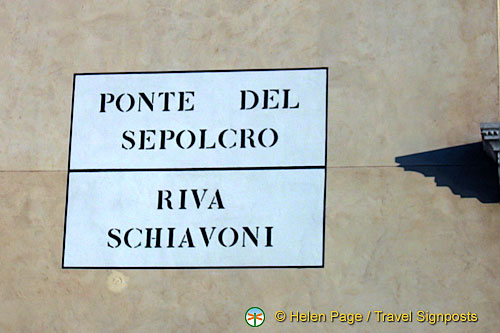 PONTE DEL
SEPOLCRO
RIVA
SCHIAVONI
© Helen Page / Travel Signposts